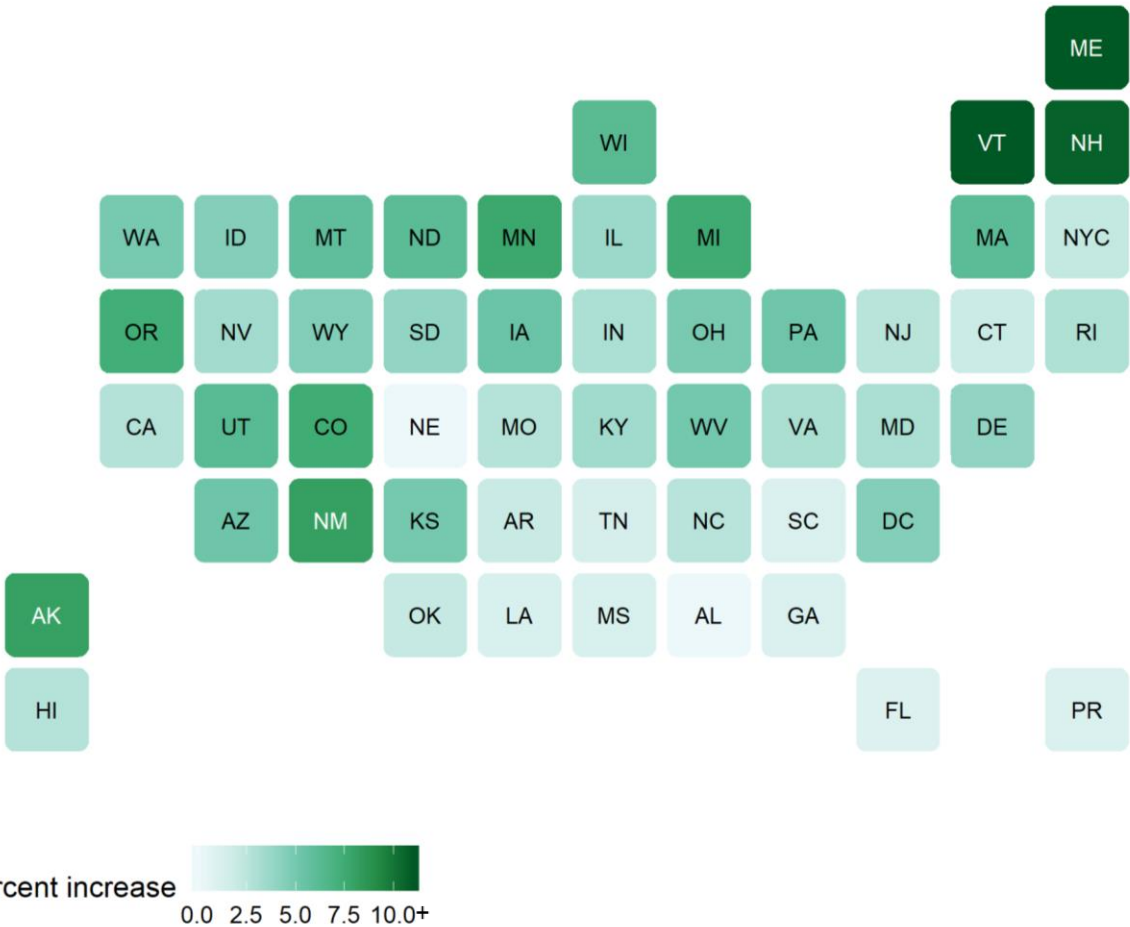 ME
WI VT NH
WA ID MT ND MN IL MI MA NYC
OR NV WY SD IA IN OH PA NJ CT RI
CA UT CO NE MO KY WV VA MD DE
AZ NM KS AR TN NC SC DC
AK OK LA MS AL GA
HI FL PR
rcent increase
0.0 2.5 5.0 7.5 10.0+